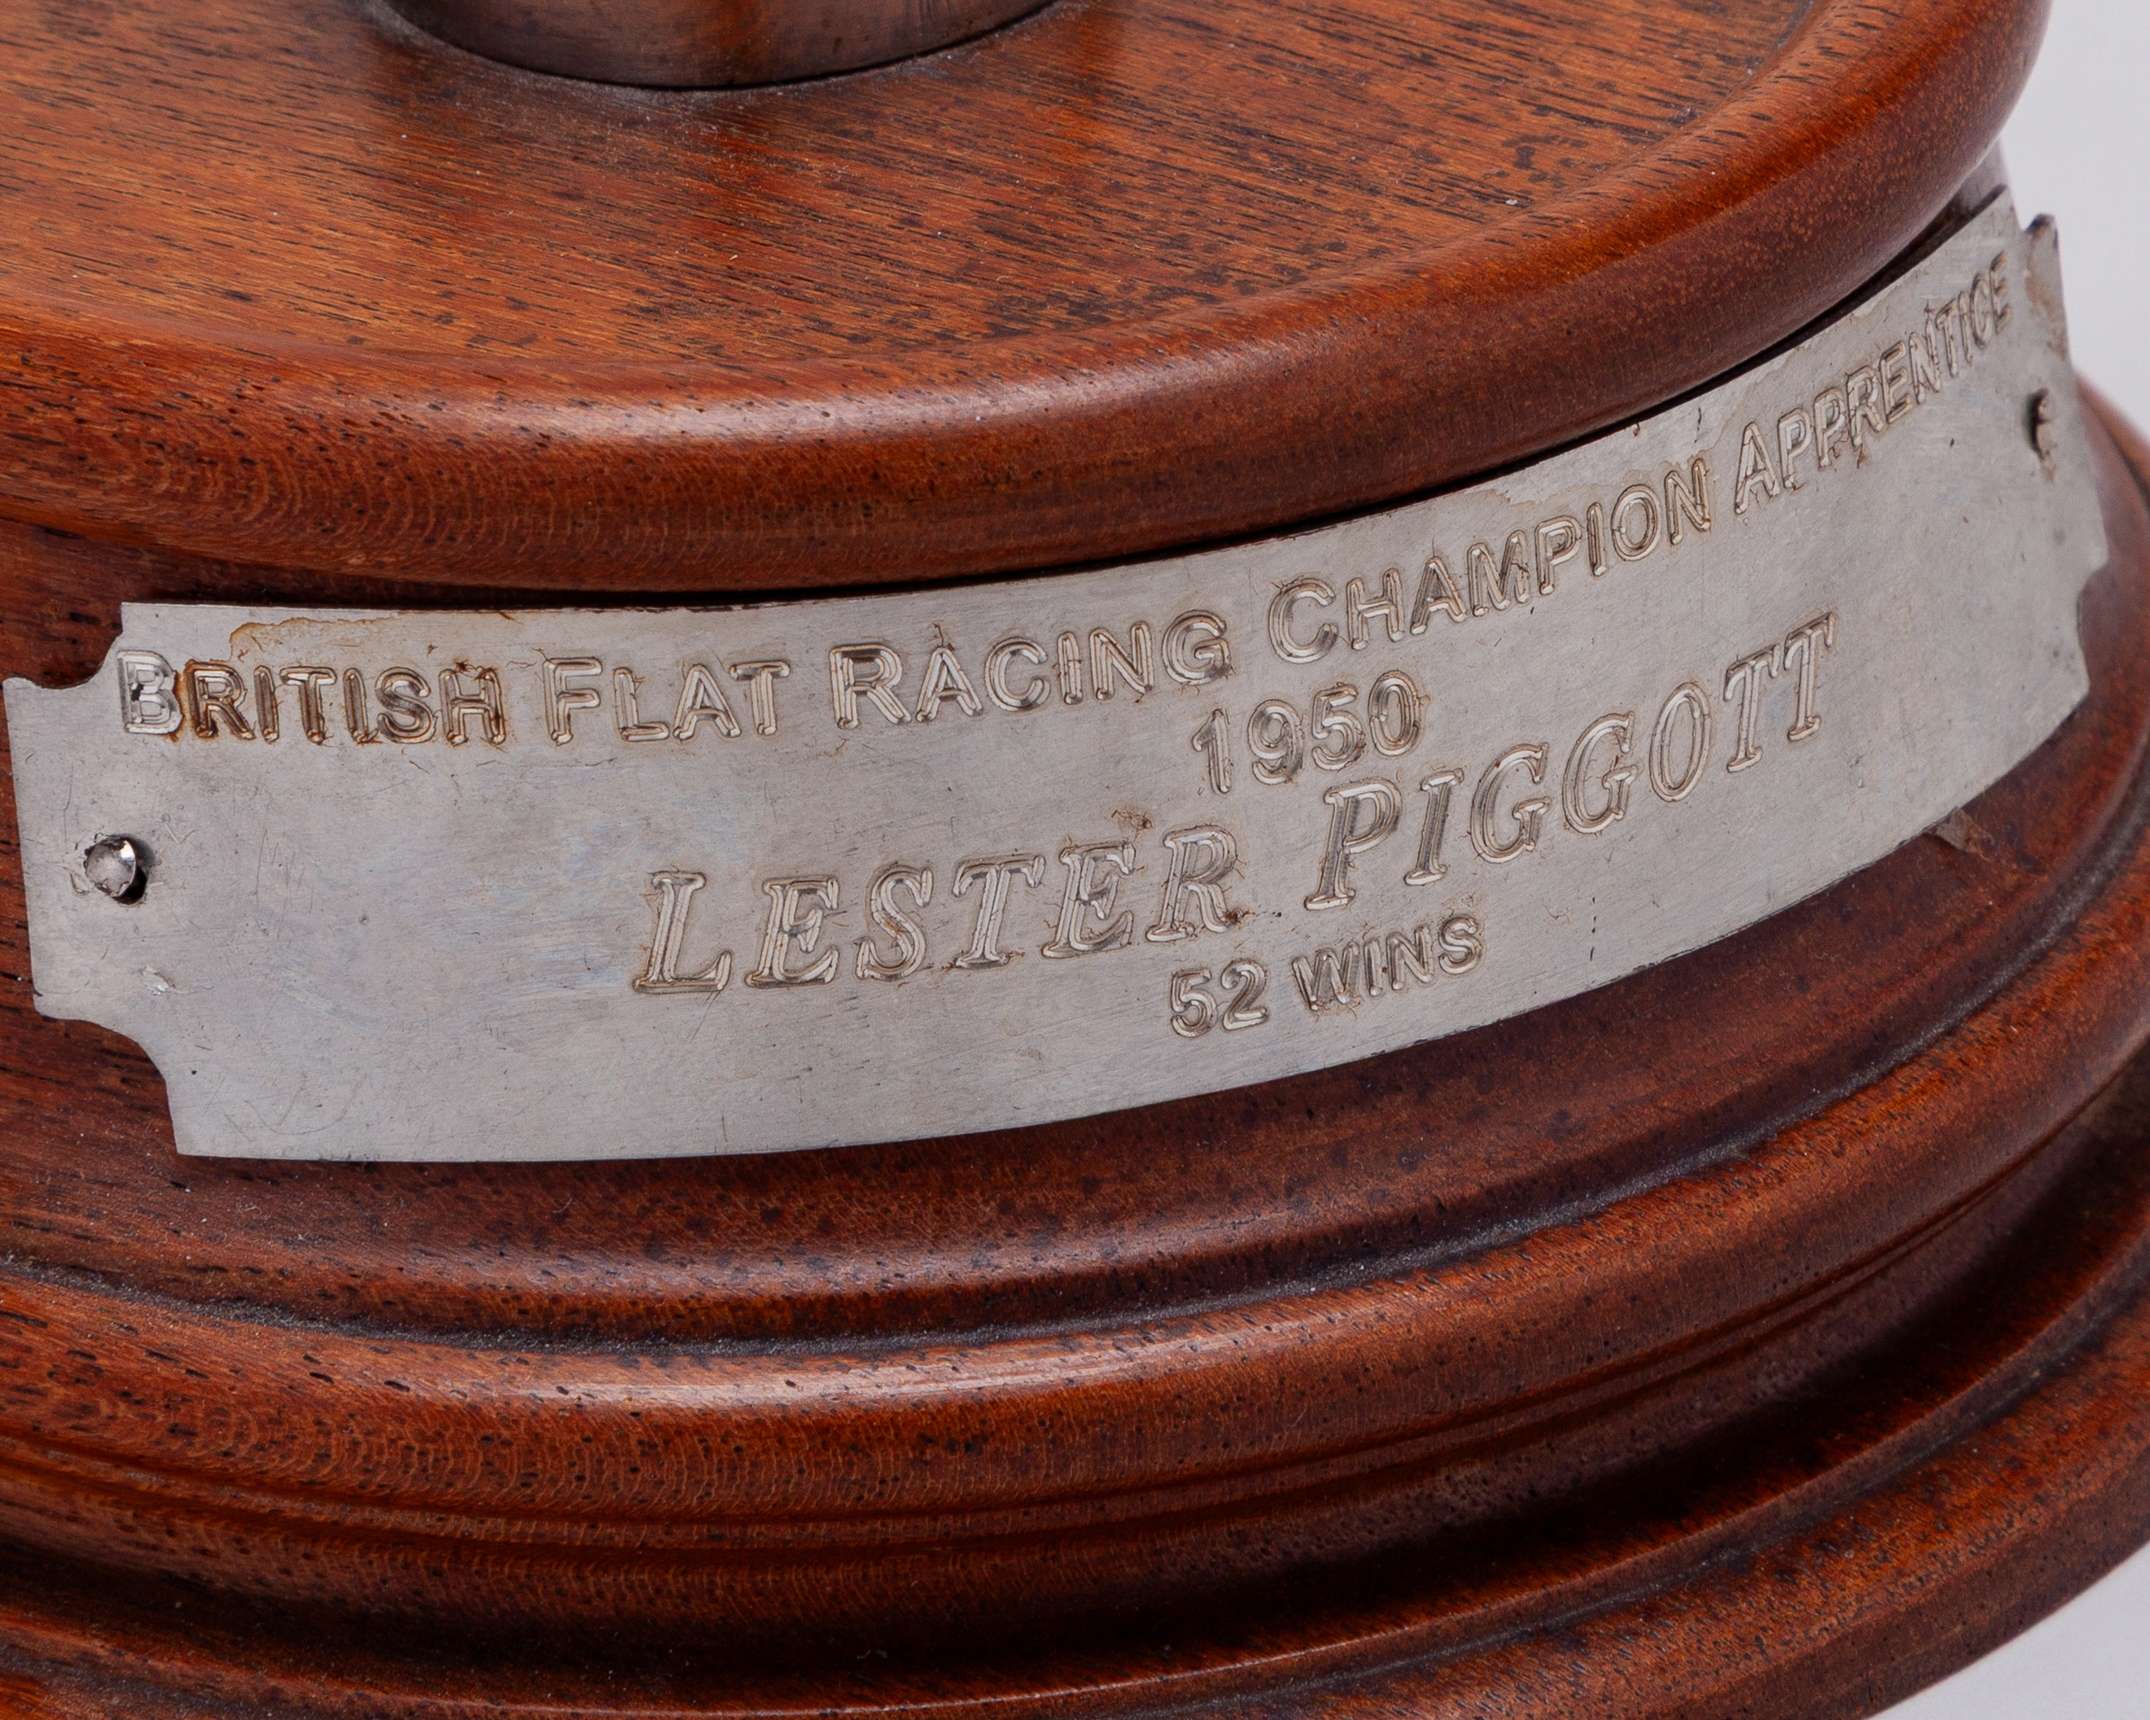 BRITISH FLAT RACING CHAMPION APPRENTICE
1950
LESTER PIGGOTT
52 WINS